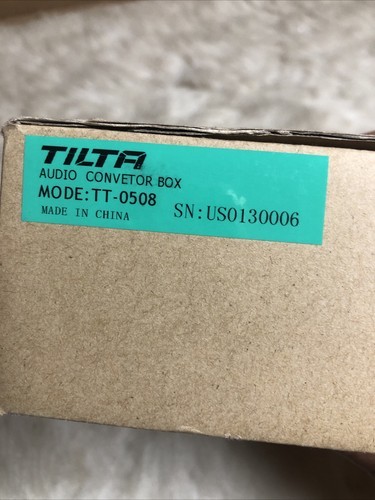 TILTA
AUDIO CONVETOR BOX
MODE:TT-0508
MADE IN CHINA
SN:US0130006